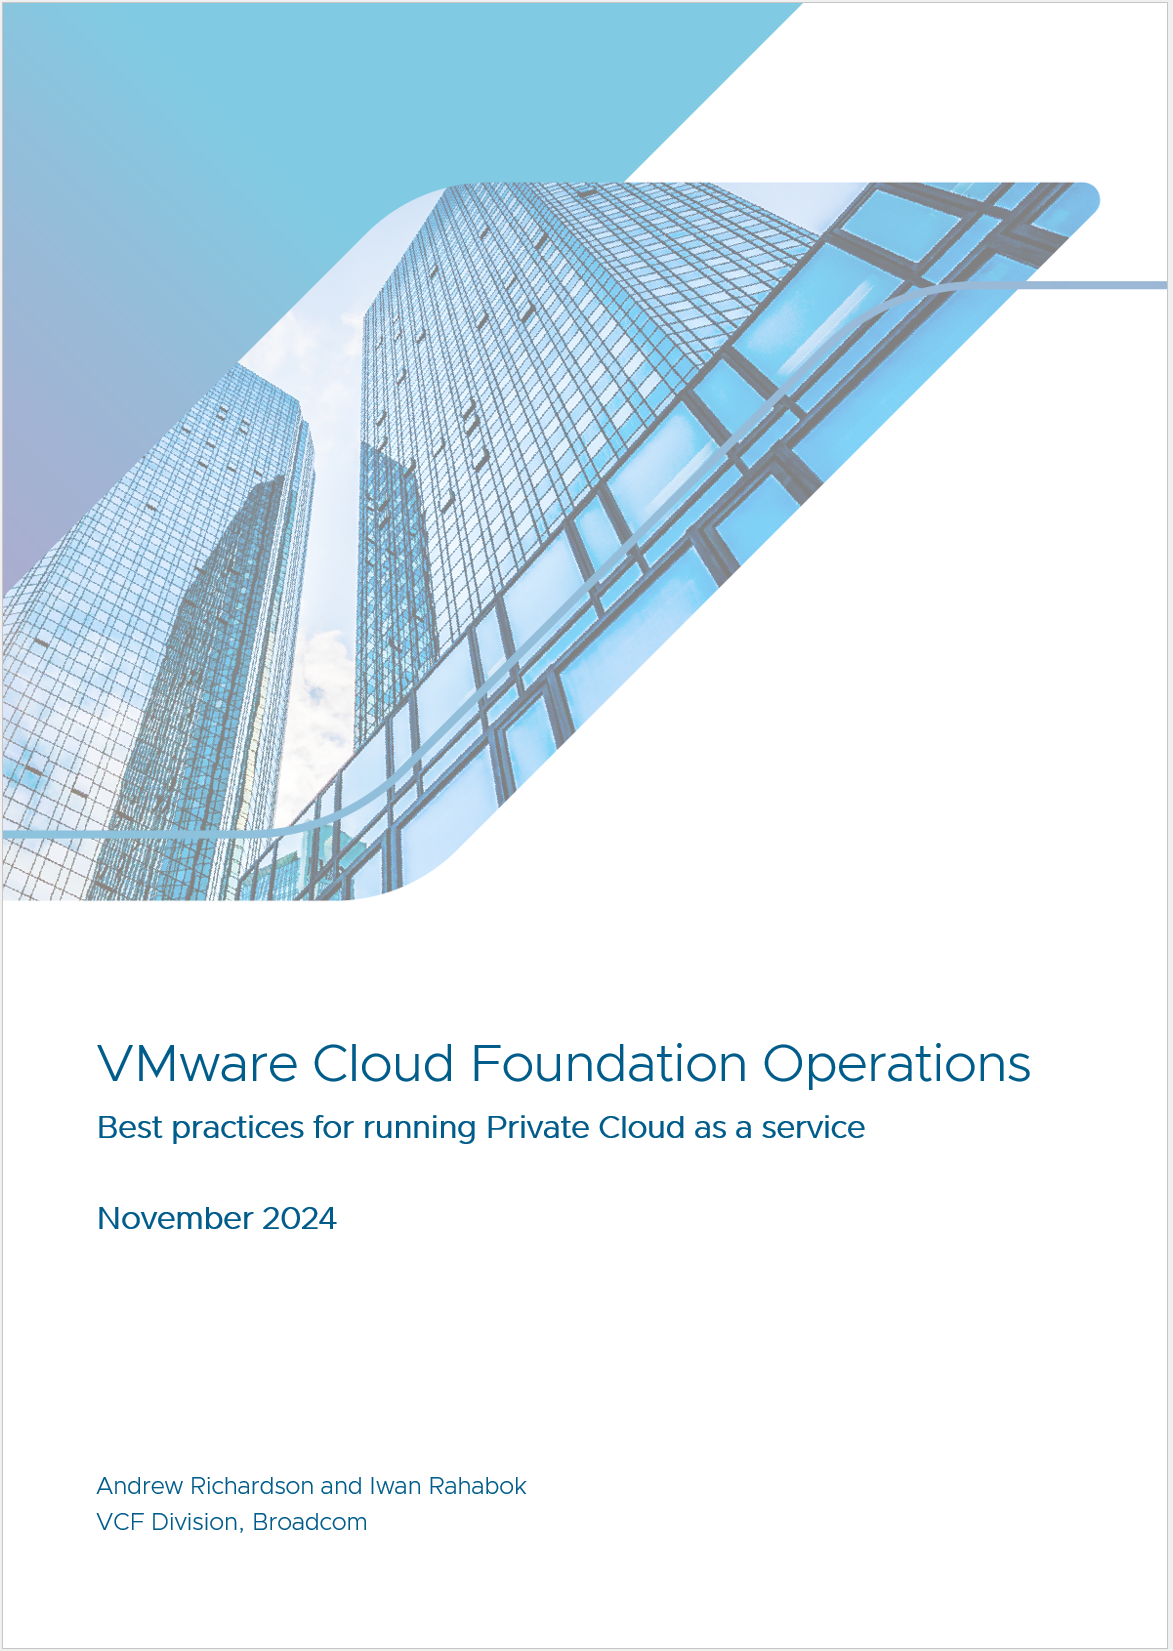 VMware Cloud Foundation Operations
Best practices for running Private Cloud as a service
November 2024
Andrew Richardson and Iwan Rahabok
VCF Division, Broadcom